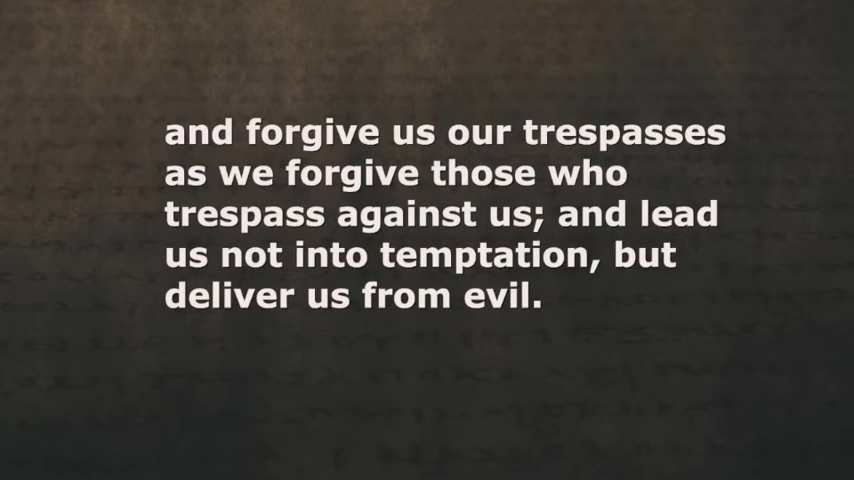 and forgive us our trespasses
as we forgive those who
trespass against us; and lead
us not into temptation, but
deliver us from evil.